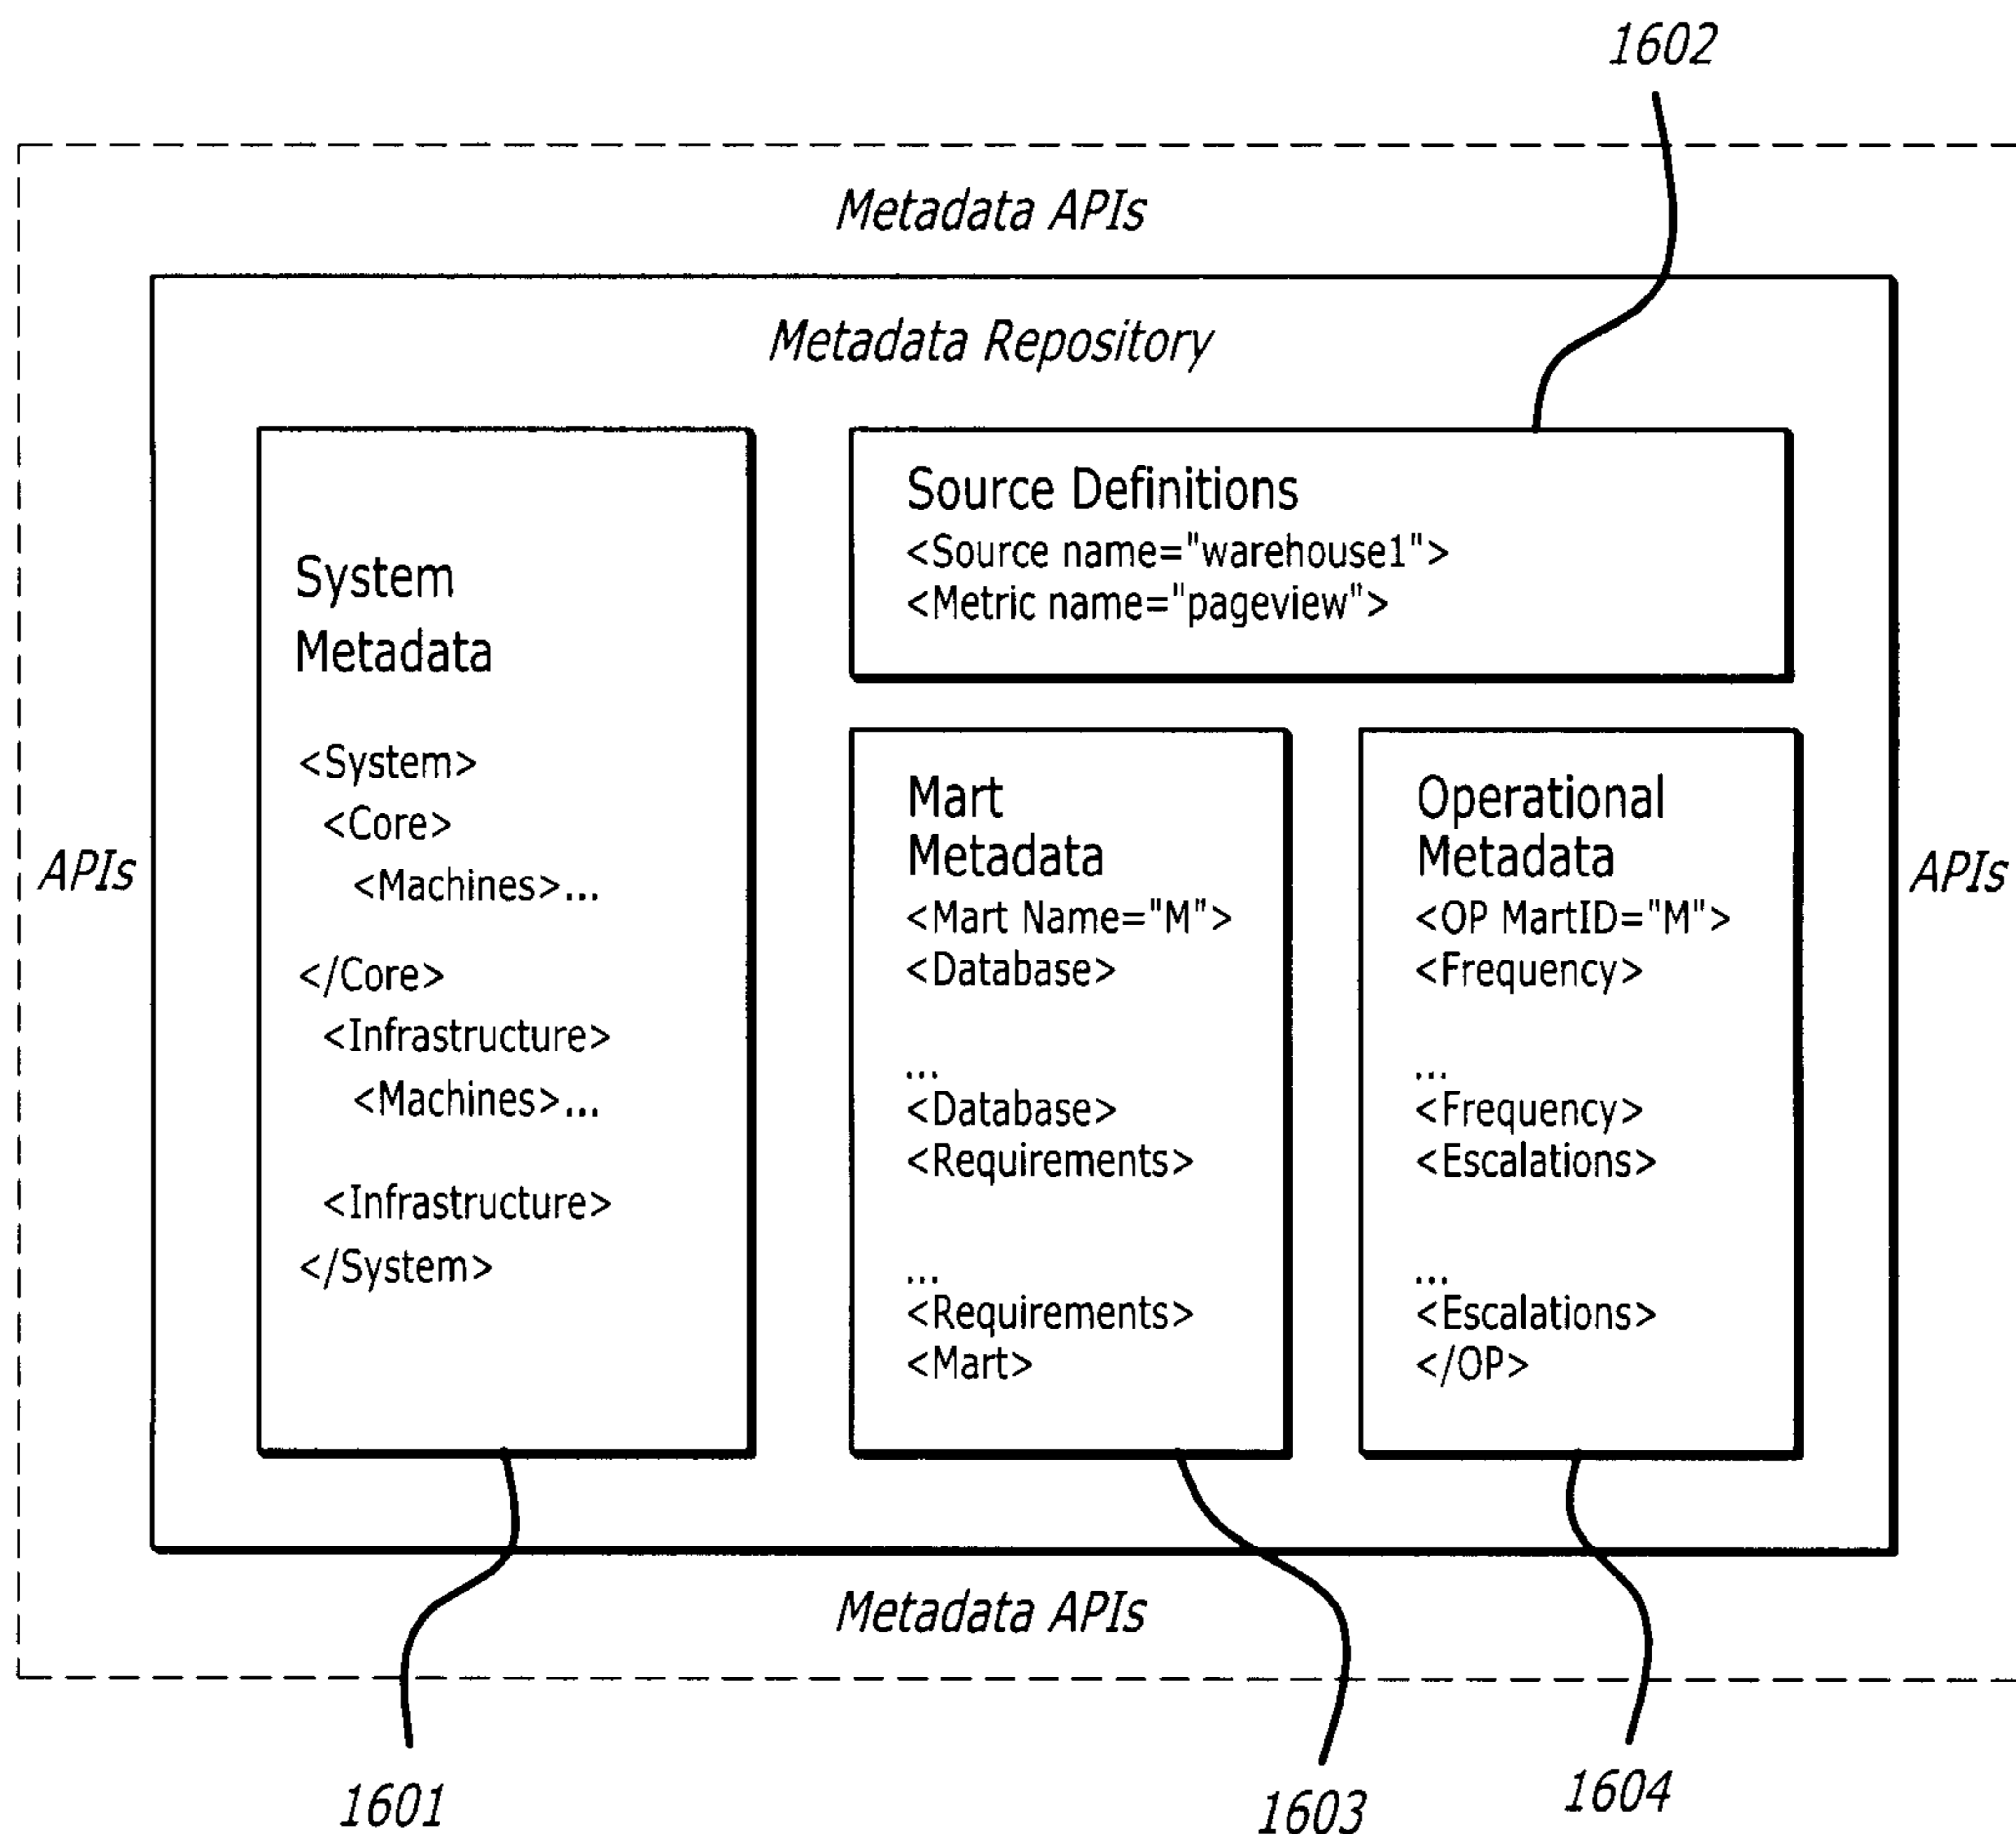 1602
Metadata APIs
Metadata Repository
System
Metadata
<System>
<Core>
<Machines>...
</Core>
<Infrastructure>
<Machines>...
<Infrastructure>
</System>
Source Definitions
<Source name="warehouse1">
<Metric name="pageview">
Mart
Metadata
<Mart Name="M">
<Database>
...
<Database>
<Requirements>
...
<Requirements>
<Mart>
Operational
Metadata
<OP MartID="M">
<Frequency>
...
<Frequency>
<Escalations>
...
<Escalations>
</OP>
APIs
APIs
Metadata APIs
1601
1603
1604